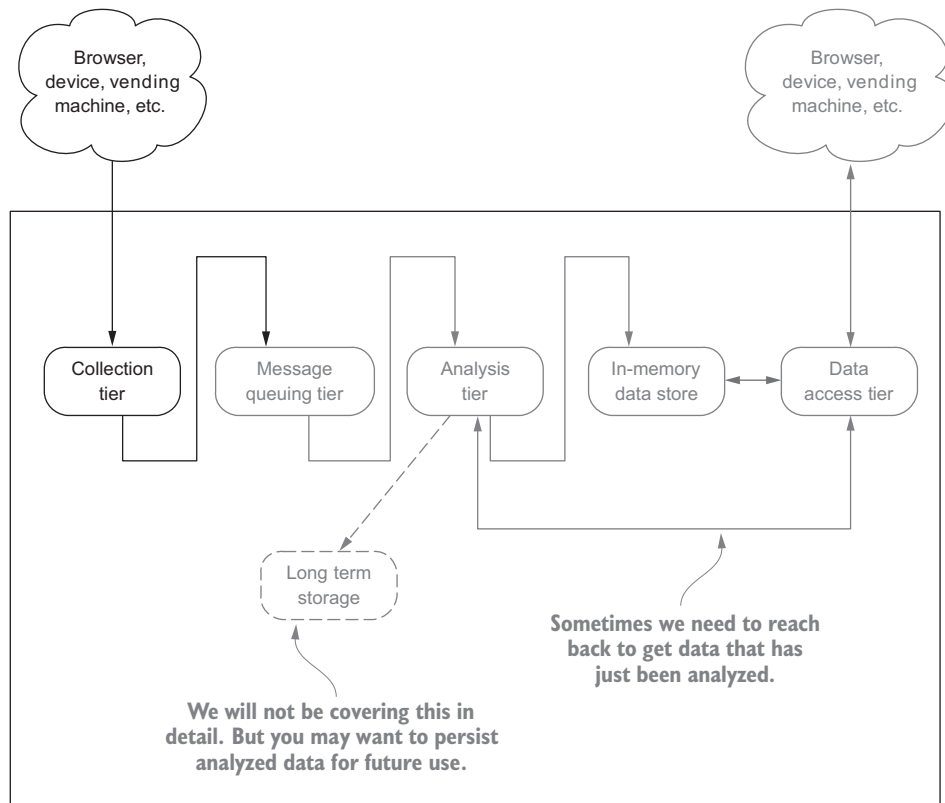 Browser,
device, vending
machine, etc.
Browser,
device, vending
machine, etc.
Collection
tier
Message
queuing tier
Analysis
tier
In-memory
data store
Data
access tier
Long term
storage
Sometimes we need to reach
back to get data that has
just been analyzed.
We will not be covering this in
detail. But you may want to persist
analyzed data for future use.